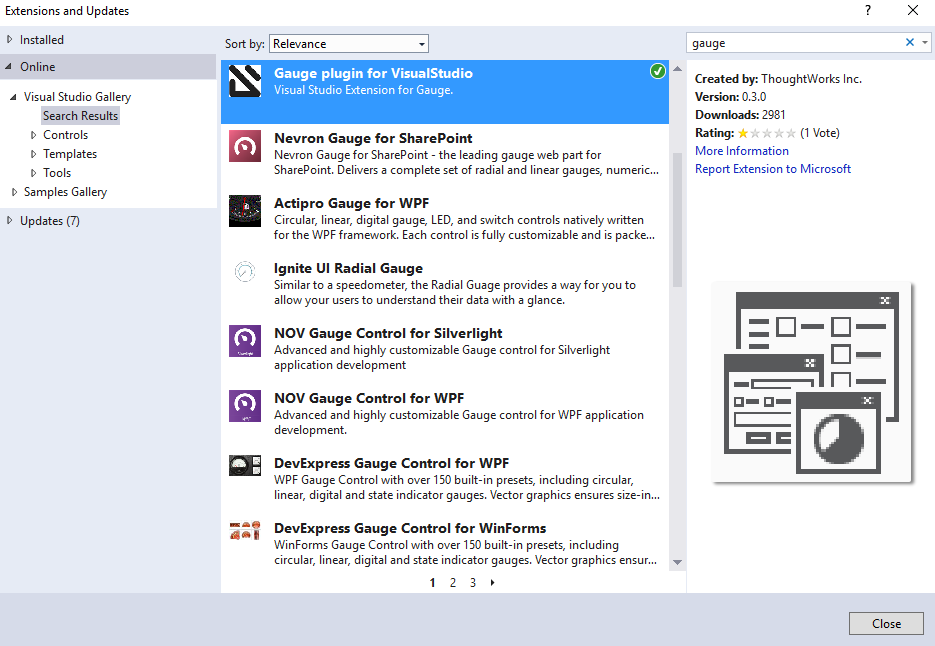 Extensions and Updates
?
Installed
Online
Visual Studio Gallery
Search Results
Controls
Templates
Tools
Samples Gallery
Updates (7)
Sort by: Relevance
Gauge plugin for VisualStudio
Visual Studio Extension for Gauge.
Nevron Gauge for SharePoint
Nevron Gauge for SharePoint - the leading gauge web part for
SharePoint. Delivers a complete set of radial and linear gauges, numeric...
Actipro Gauge for WPF
Circular, linear, digital gauge, LED, and switch controls natively written
for the WPF framework. Each control is fully customizable and is packe...
Ignite UI Radial Gauge
Similar to a speedometer, the Radial Guage provides a way for you to
allow your users to understand their data with a glance.
NOV Gauge Control for Silverlight
Advanced and highly customizable Gauge control for Silverlight
application development
NOV Gauge Control for WPF
Advanced and highly customizable Gauge control for WPF application
development.
DevExpress Gauge Control for WPF
WPF Gauge Control with over 150 built-in presets, including circular,
linear, digital and state indicator gauges. Vector graphics ensures size-in...
DevExpress Gauge Control for WinForms
WinForms Gauge Control with over 150 built-in presets, including
circular, linear, digital and state indicator gauges. Vector graphics ensur...
1 2 3
gauge
Created by: ThoughtWorks Inc.
Version: 0.3.0
Downloads: 2981
Rating: (1 Vote)
More Information
Report Extension to Microsoft
Close